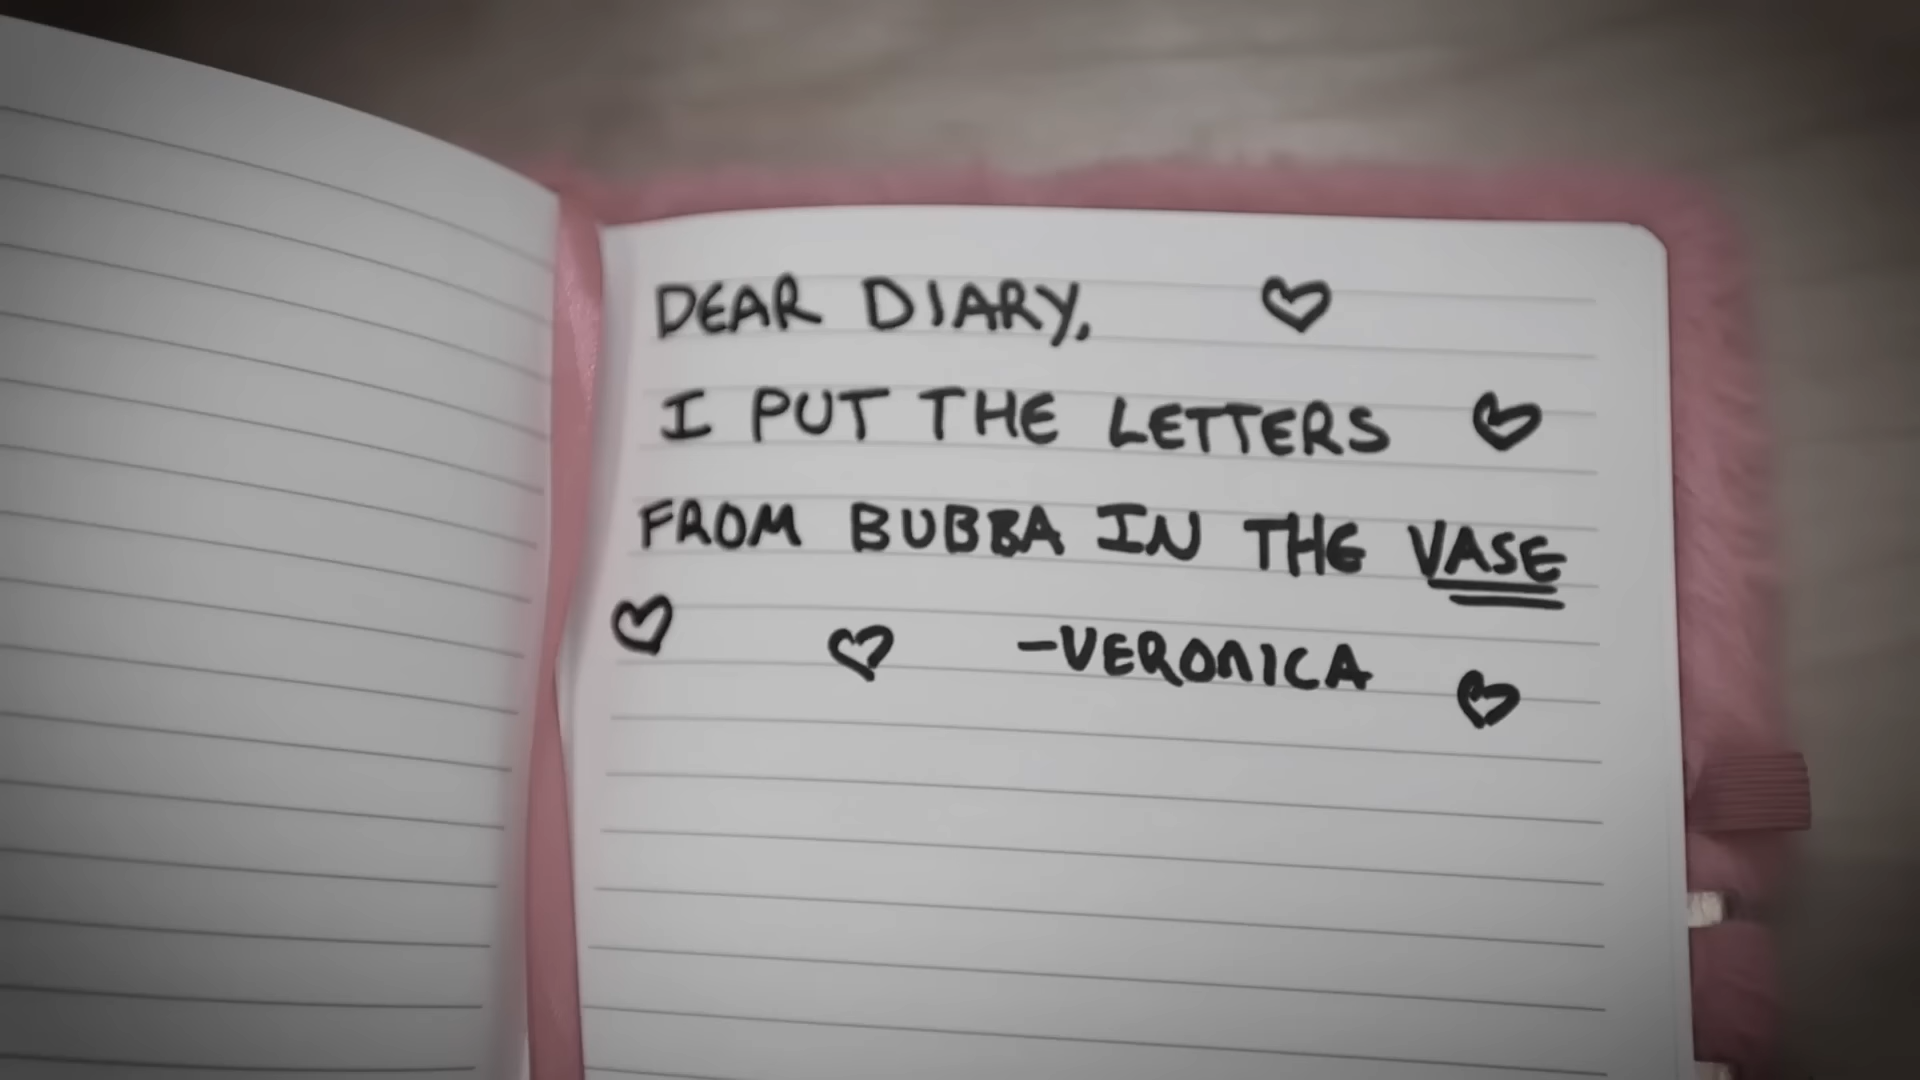 DEAR DIARY,
I PUT THE LETTERS
FROM BUBBA IN THE VASE
-VERONICA